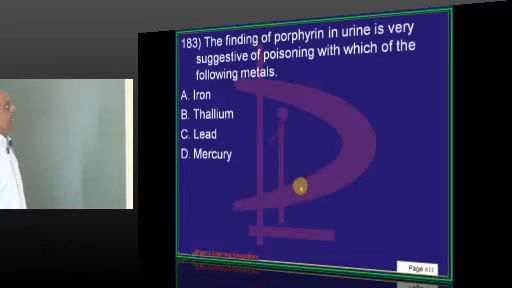 183) The finding of porphyrin in urine is very
suggestive of poisoning with which of the
following metals.
A. Iron
B. Thallium
C. Lead
D. Mercury
Page 611